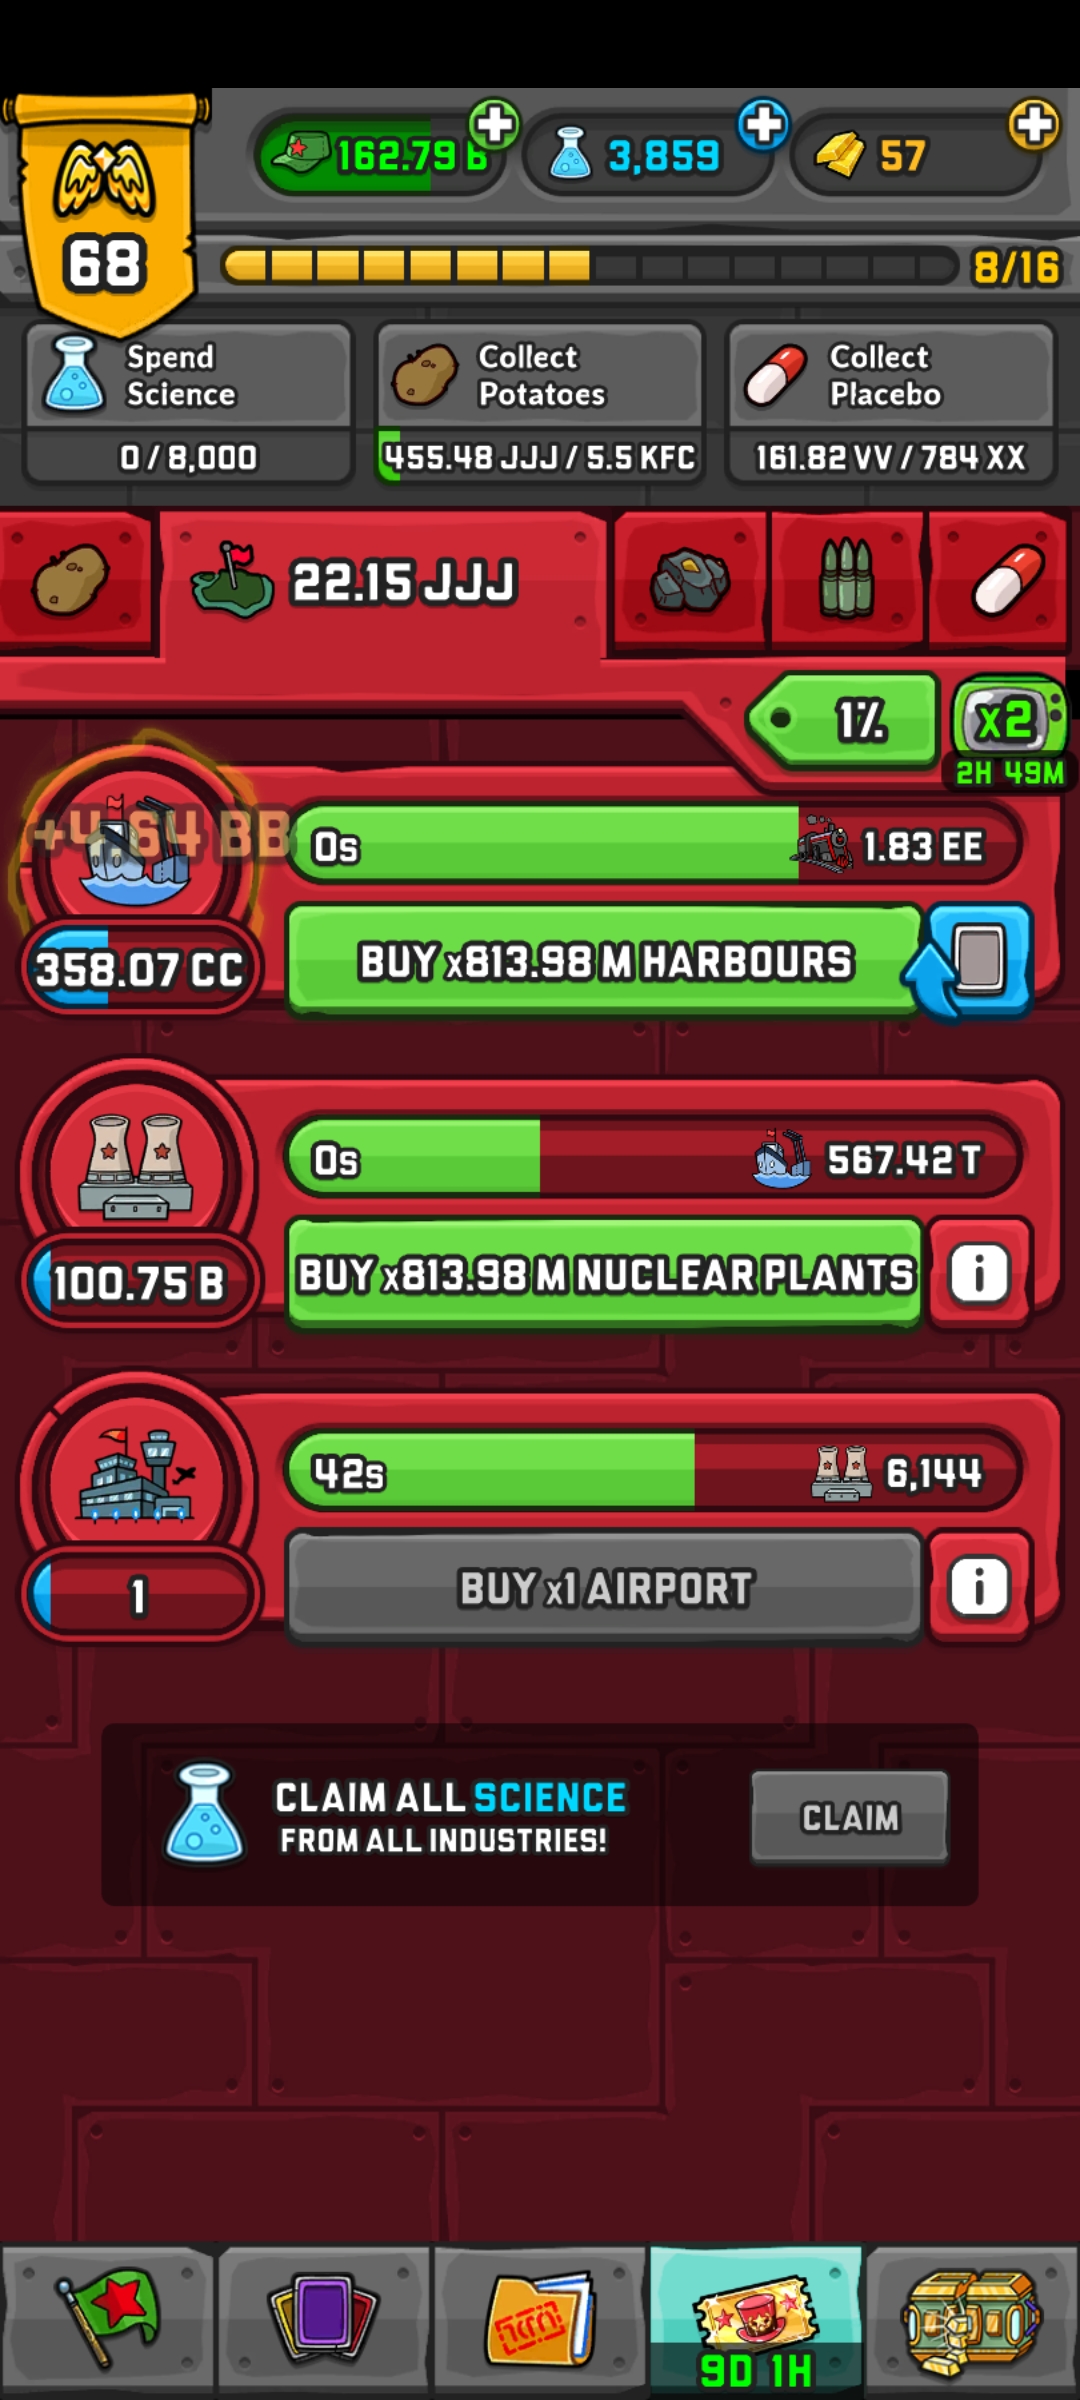 162.79 B
3,859
57
68
8/16
Spend
Science
0 / 8,000
Collect
Potatoes
455.48 JJJ / 5.5 KFC
Collect
Placebo
161.82 VV / 784 XX
22.15 JJJ
1%
x2
2H 49M
+4.64 BB
0s
1.83 EE
358.07 CC
BUY x813.98 M HARBOURS
0s
567.42 T
100.75 B
BUY x813.98 M NUCLEAR PLANTS
i
42s
6,144
1
BUY x1 AIRPORT
i
CLAIM ALL SCIENCE
FROM ALL INDUSTRIES!
CLAIM
9D 1H